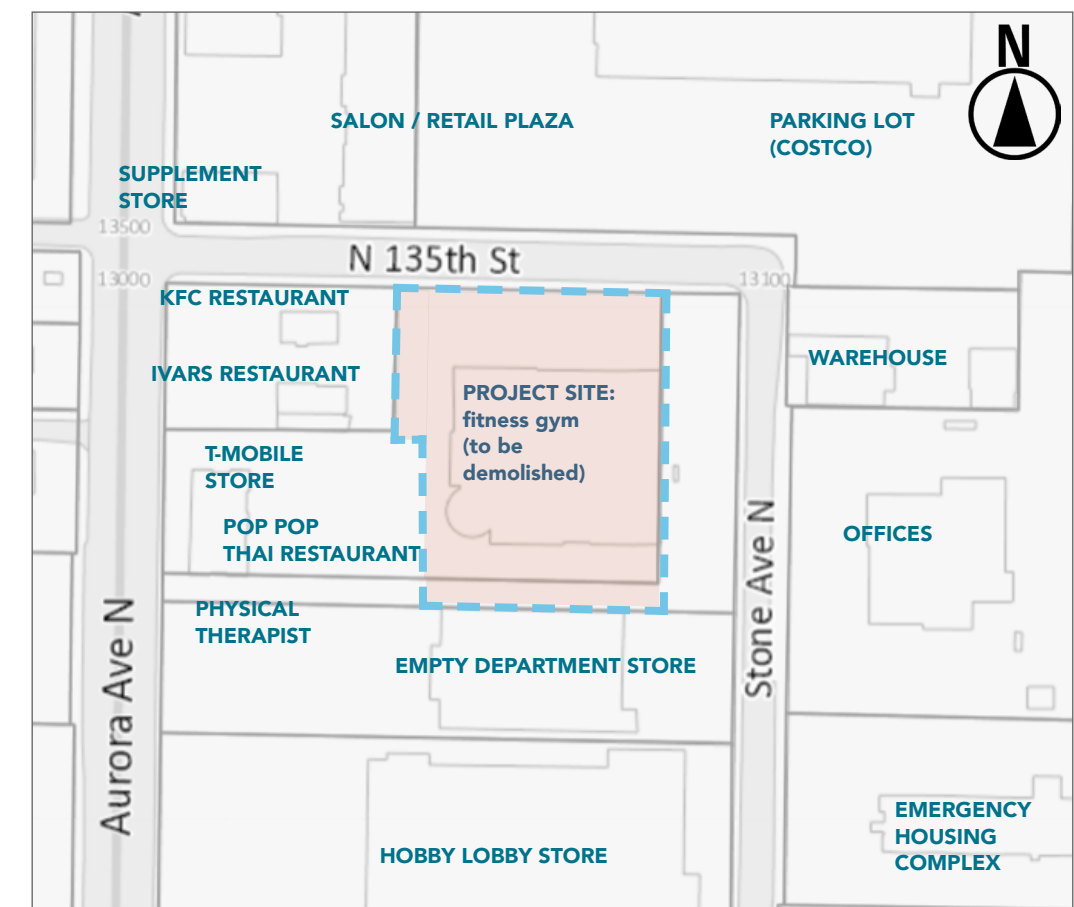 N
SALON / RETAIL PLAZA
PARKING LOT
(COSTCO)
SUPPLEMENT
STORE
13500
N 135th St
13000
13100
KFC RESTAURANT
IVARS RESTAURANT
WAREHOUSE
PROJECT SITE:
fitness gym
(to be
demolished)
T-MOBILE
STORE
POP POP
THAI RESTAURANT
OFFICES
Stone Ave N
Aurora Ave N
PHYSICAL
THERAPIST
EMPTY DEPARTMENT STORE
EMERGENCY
HOUSING
COMPLEX
HOBBY LOBBY STORE